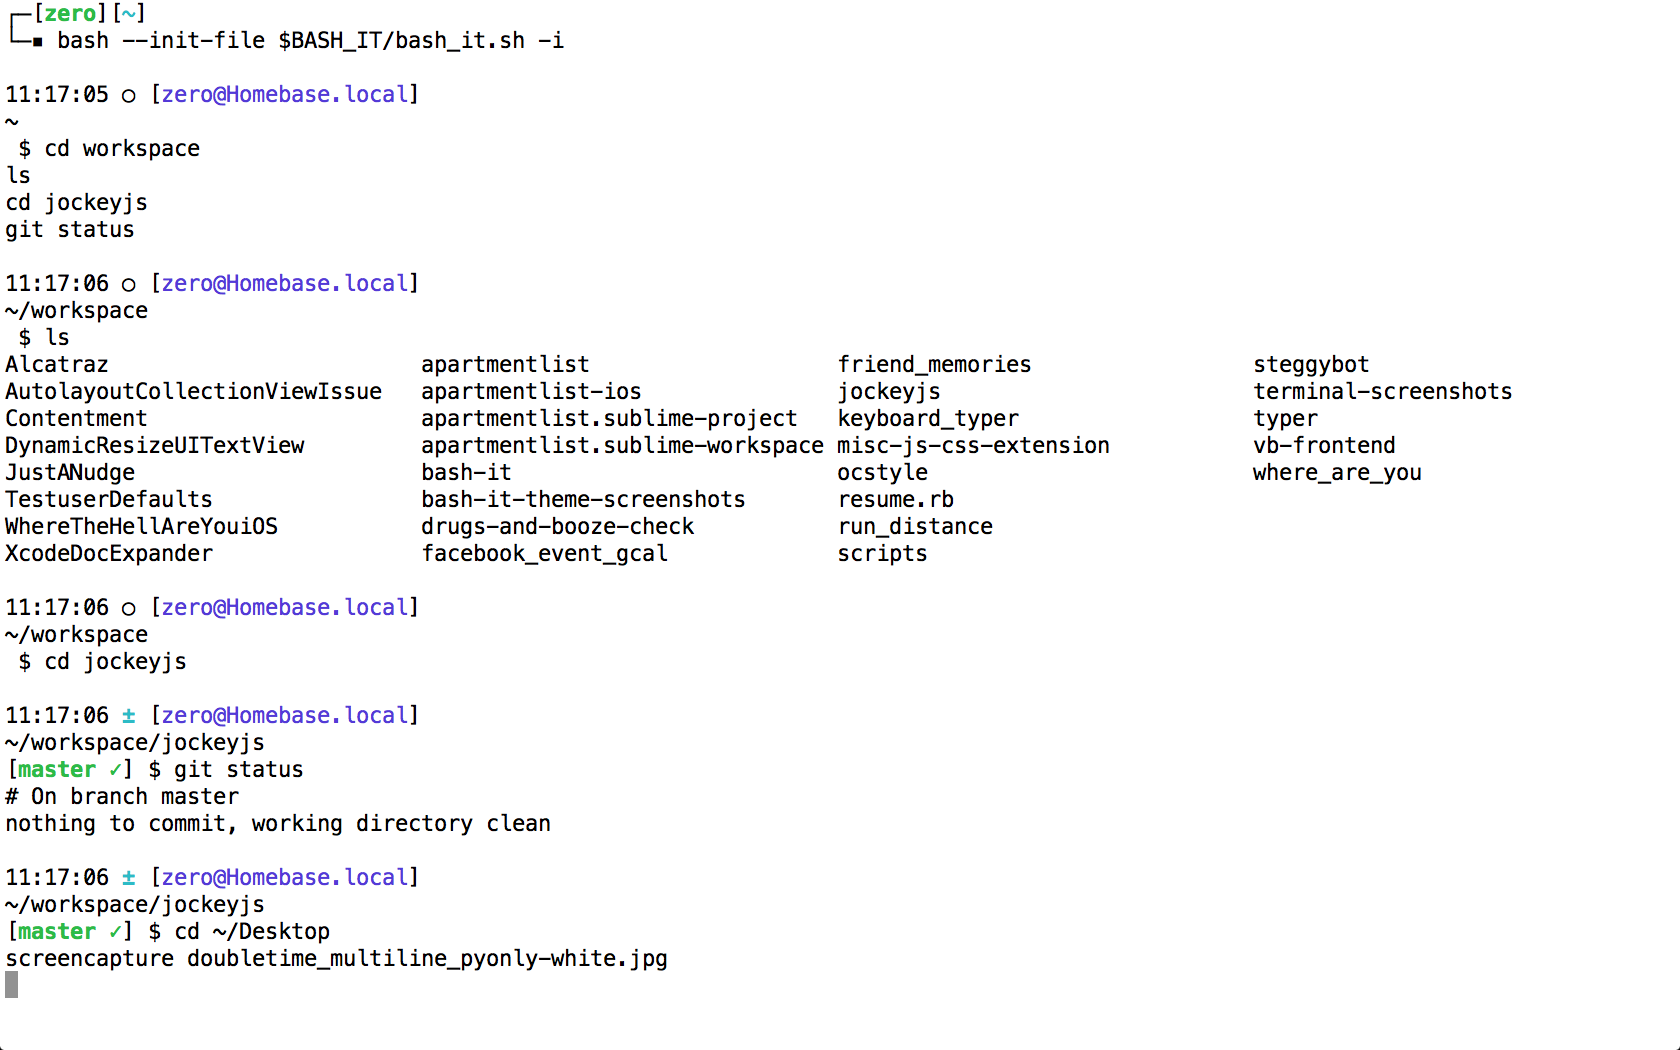 ┌─[zero][~]
└─▪ bash --init-file $BASH_IT/bash_it.sh -i

11:17:05 ○ [zero@Homebase.local]
~
 $ cd workspace
ls
cd jockeyjs
git status

11:17:06 ○ [zero@Homebase.local]
~/workspace
 $ ls
Alcatraz                        apartmentlist                   friend_memories                 steggybot
AutolayoutCollectionViewIssue   apartmentlist-ios               jockeyjs                        terminal-screenshots
Contentment                     apartmentlist.sublime-project   keyboard_typer                  typer
DynamicResizeUITextView         apartmentlist.sublime-workspace misc-js-css-extension           vb-frontend
JustANudge                      bash-it                         ocstyle                         where_are_you
TestuserDefaults                bash-it-theme-screenshots       resume.rb
WhereTheHellAreYouiOS           drugs-and-booze-check           run_distance
XcodeDocExpander                facebook_event_gcal             scripts

11:17:06 ○ [zero@Homebase.local]
~/workspace
 $ cd jockeyjs

11:17:06 ± [zero@Homebase.local]
~/workspace/jockeyjs
[master ✓] $ git status
# On branch master
nothing to commit, working directory clean

11:17:06 ± [zero@Homebase.local]
~/workspace/jockeyjs
[master ✓] $ cd ~/Desktop
screencapture doubletime_multiline_pyonly-white.jpg